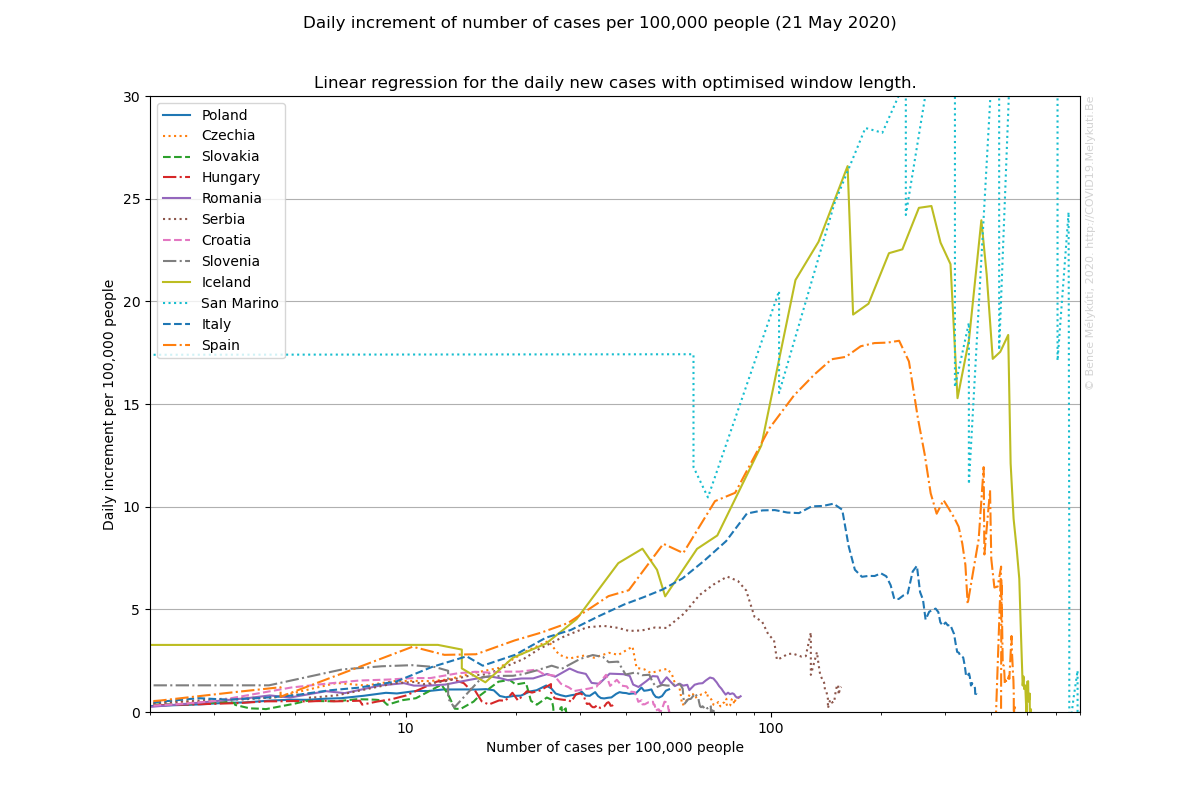 Daily increment of number of cases per 100,000 people (21 May 2020)
Linear regression for the daily new cases with optimised window length.
30
25
20
15
10
5
0
Daily increment per 100,000 people
Poland
Czechia
Slovakia
Hungary
Romania
Serbia
Croatia
Slovenia
Iceland
San Marino
Italy
Spain
10
100
Number of cases per 100,000 people
© Bence Mélykúti, 2020. http://COVID19.Melykuti.Be